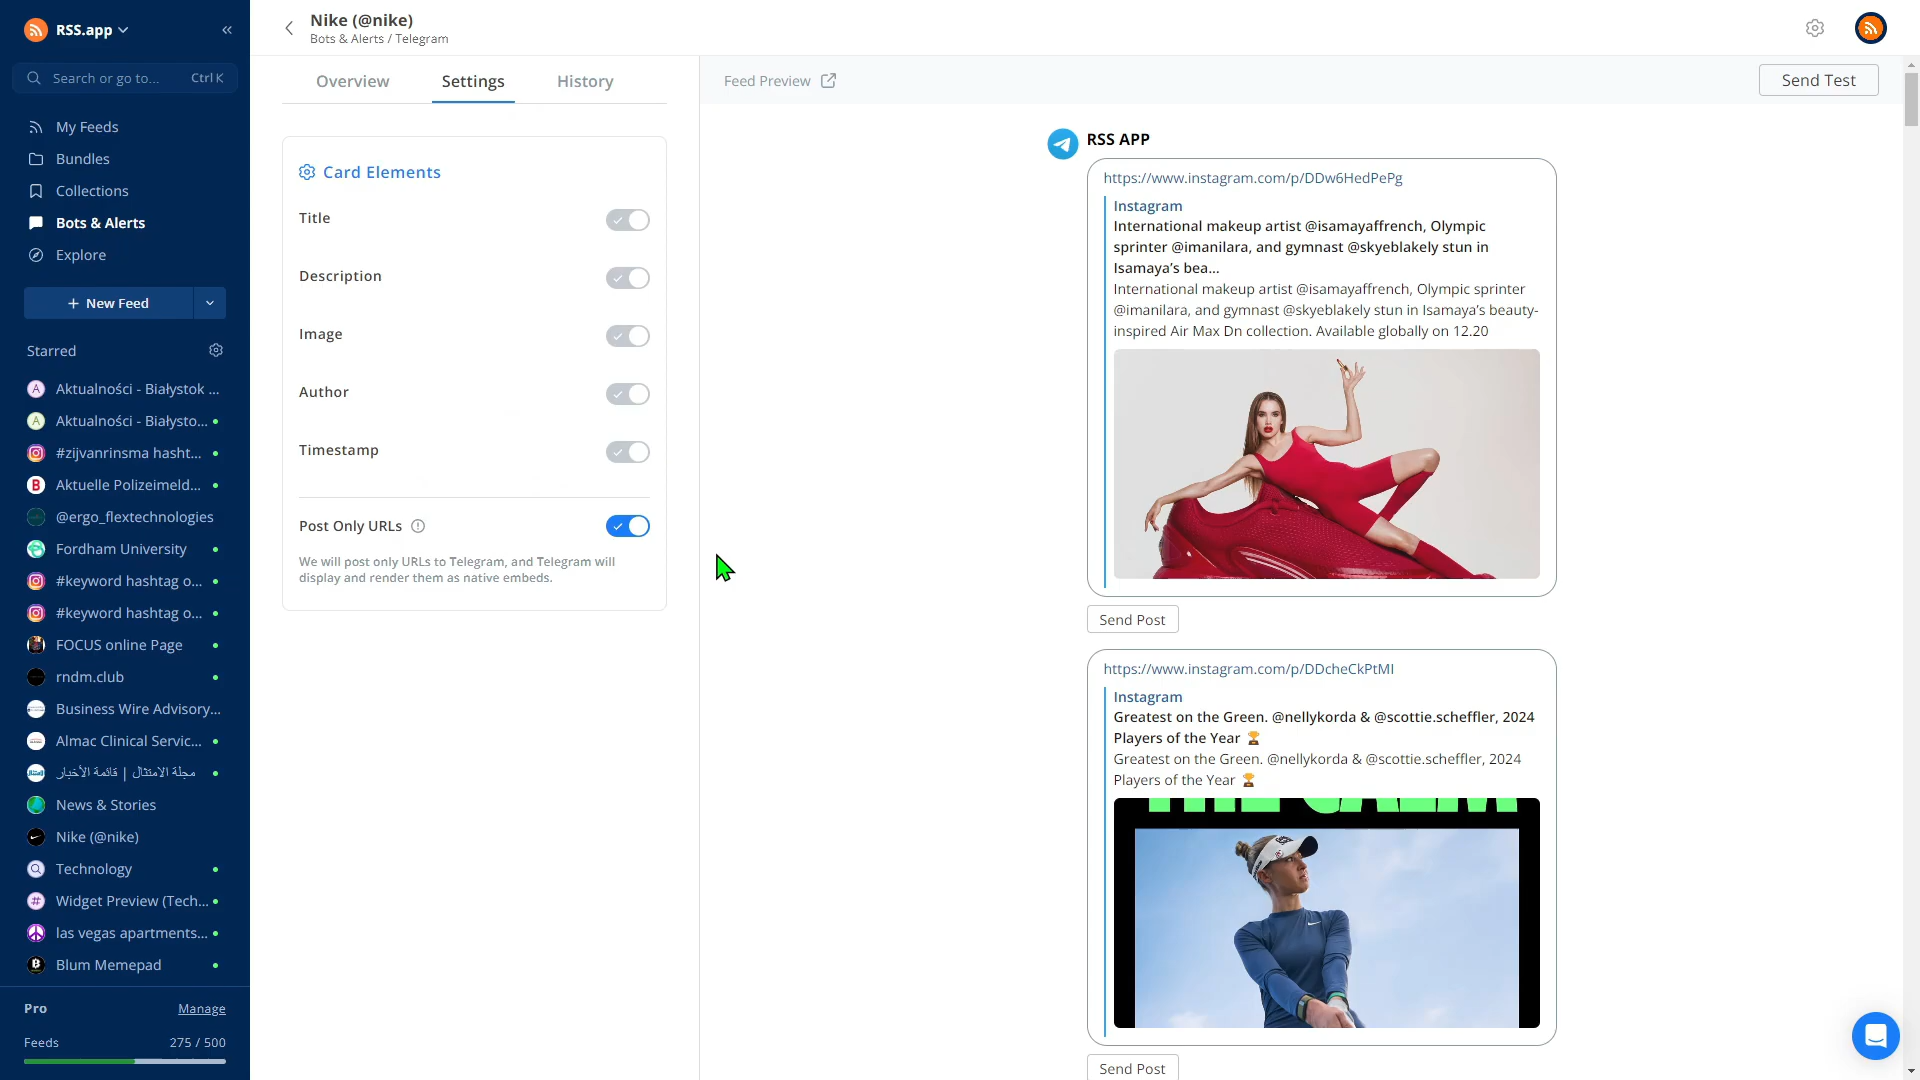 RSS.app
Search or go to...
Ctrl K
My Feeds
Bundles
Collections
Bots & Alerts
Explore
+ New Feed
Starred
A
Aktualności - Białystok ...
A
Aktualności - Białysto...
#zijvanrinsma hasht...
B
Aktuelle Polizeimeld...
@ergo_flextechnologies
Fordham University
#keyword hashtag o...
#keyword hashtag o...
FOCUS online Page
rndm.club
Business Wire Advisory...
Almac Clinical Servic...
مجلة الامتثال | قائمة الأخبار
News & Stories
Nike (@nike)
Technology
#
Widget Preview (Tech...
las vegas apartments...
Blum Memepad
Pro
Manage
Feeds
275 / 500
Nike (@nike)
Bots & Alerts / Telegram
Overview
Settings
History
Card Elements
Title
Description
Image
Author
Timestamp
Post Only URLs
We will post only URLs to Telegram, and Telegram will
display and render them as native embeds.
Feed Preview
Send Test
RSS APP
https://www.instagram.com/p/DDw6HedPePg
Instagram
International makeup artist @isamayaffrench, Olympic
sprinter @imanilara, and gymnast @skyeblakely stun in
Isamaya’s bea...
International makeup artist @isamayaffrench, Olympic sprinter
@imanilara, and gymnast @skyeblakely stun in Isamaya’s beauty-
inspired Air Max Dn collection. Available globally on 12.20
Send Post
https://www.instagram.com/p/DDcheCkPtMI
Instagram
Greatest on the Green. @nellykorda & @scottie.scheffler, 2024
Players of the Year 🏆
Greatest on the Green. @nellykorda & @scottie.scheffler, 2024
Players of the Year 🏆
Send Post